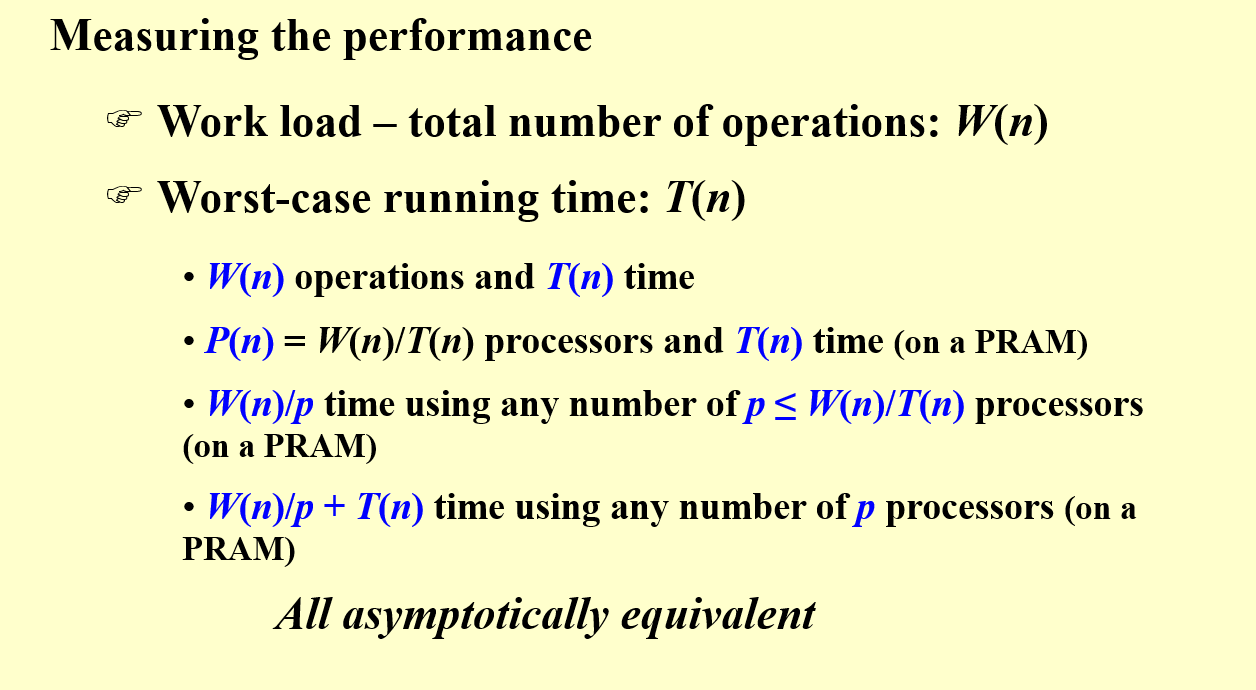 Measuring the performance
☞ Work load – total number of operations: W(n)
☞ Worst-case running time: T(n)
• W(n) operations and T(n) time
• P(n) = W(n)/T(n) processors and T(n) time (on a PRAM)
• W(n)/p time using any number of p ≤ W(n)/T(n) processors
(on a PRAM)
• W(n)/p + T(n) time using any number of p processors (on a
PRAM)
All asymptotically equivalent